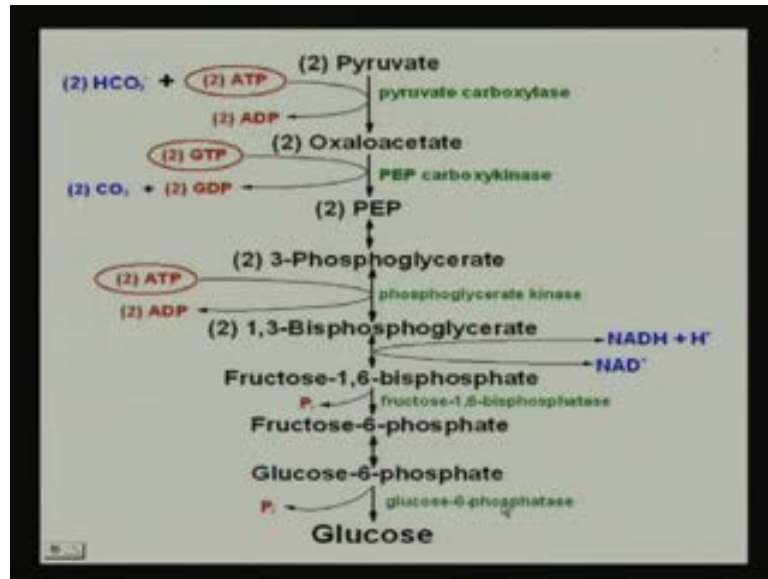 (2) Pyruvate
(2) HCO₃⁻ + (2) ATP
pyruvate carboxylase
(2) ADP
(2) Oxaloacetate
(2) GTP
PEP carboxykinase
(2) CO₂ + (2) GDP
(2) PEP
(2) 3-Phosphoglycerate
(2) ATP
phosphoglycerate kinase
(2) ADP
(2) 1,3-Bisphosphoglycerate
NADH + H⁺
NAD⁺
Fructose-1,6-bisphosphate
Pᵢ
fructose-1,6-bisphosphatase
Fructose-6-phosphate
Glucose-6-phosphate
Pᵢ
glucose-6-phosphatase
Glucose